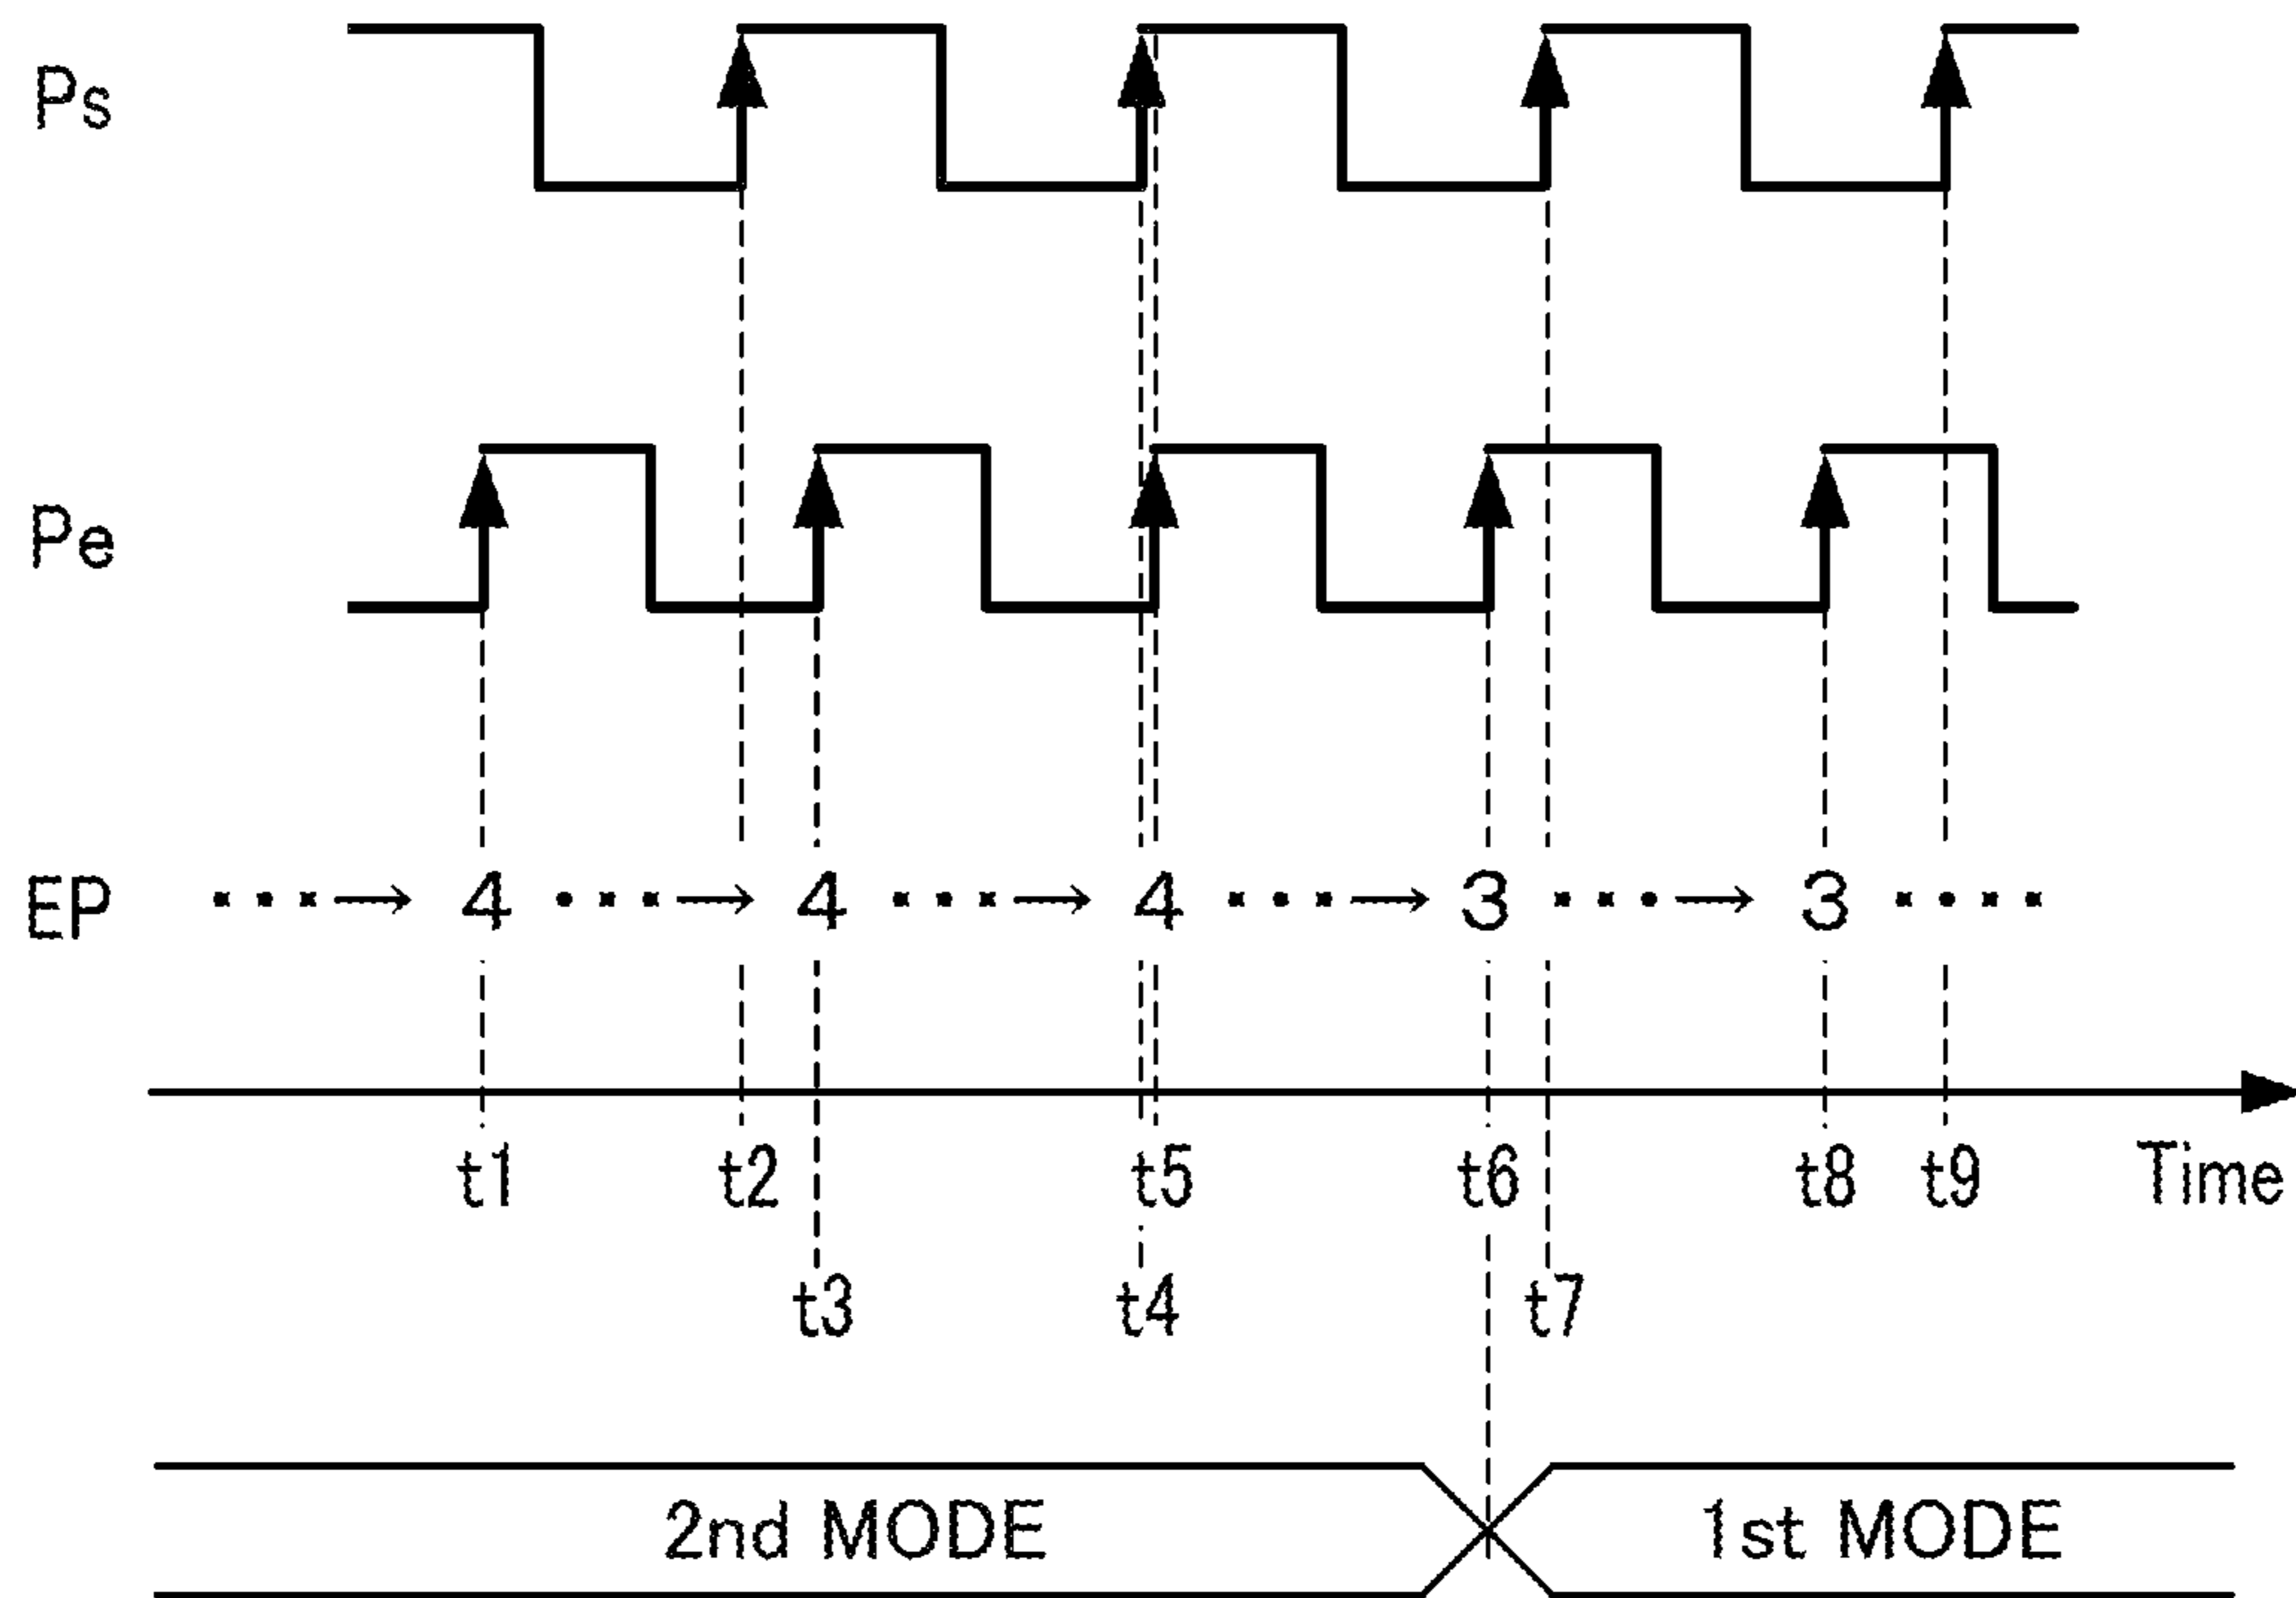 Ps
Pe
EP ・・・→ 4 ・・・→ 4 ・・・→ 4 ・・・→ 3 ・・・→ 3 ・・・・
t1 t2 t5 t6 t8 t9 Time
t3 t4 t7
2nd MODE 1st MODE